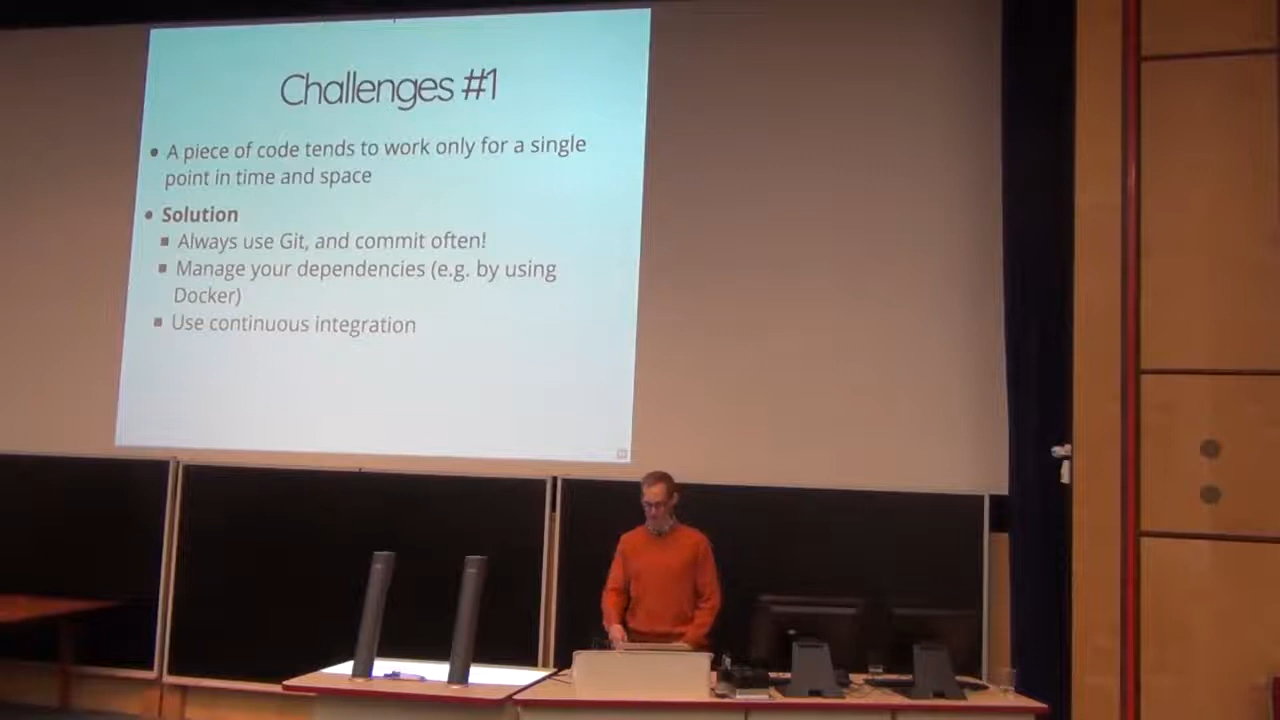 Challenges #1
A piece of code tends to work only for a single
point in time and space
Solution
Always use Git, and commit often!
Manage your dependencies (e.g. by using
Docker)
Use continuous integration